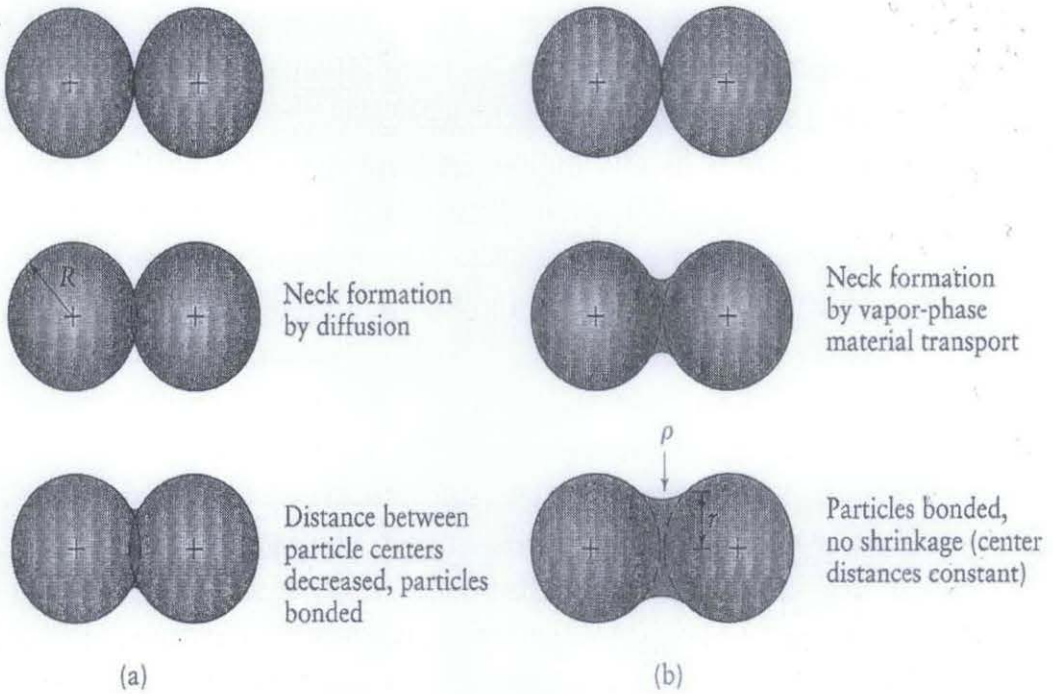 R
Neck formation
by diffusion
Neck formation
by vapor-phase
material transport
Distance between
particle centers
decreased, particles
bonded
ρ
r
Particles bonded,
no shrinkage (center
distances constant)
(a)
(b)